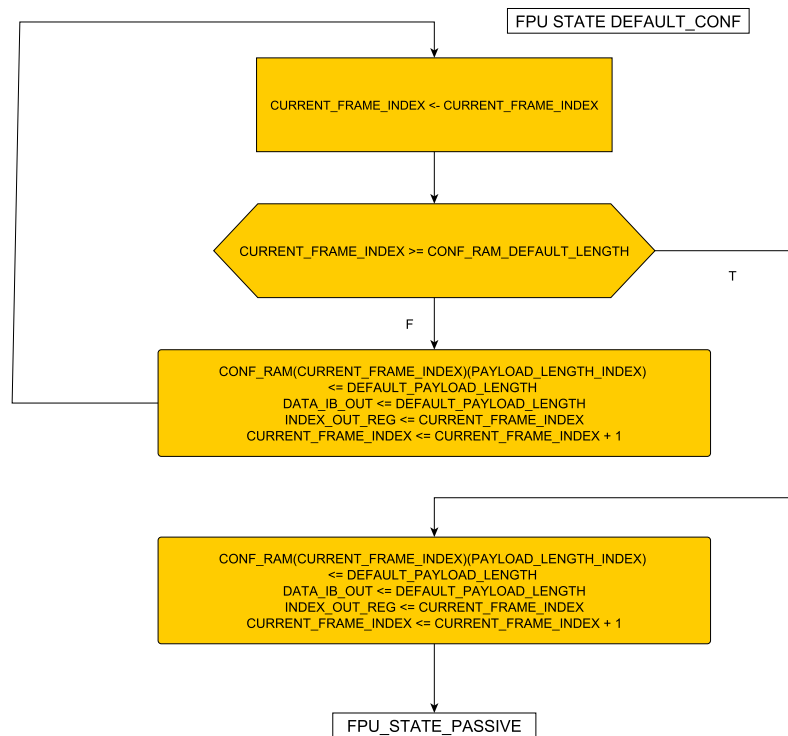 FPU STATE DEFAULT_CONF
CURRENT_FRAME_INDEX <- CURRENT_FRAME_INDEX
CURRENT_FRAME_INDEX >= CONF_RAM_DEFAULT_LENGTH
T
F
CONF_RAM(CURRENT_FRAME_INDEX)(PAYLOAD_LENGTH_INDEX)
<= DEFAULT_PAYLOAD_LENGTH
DATA_IB_OUT <= DEFAULT_PAYLOAD_LENGTH
INDEX_OUT_REG <= CURRENT_FRAME_INDEX
CURRENT_FRAME_INDEX <= CURRENT_FRAME_INDEX + 1
CONF_RAM(CURRENT_FRAME_INDEX)(PAYLOAD_LENGTH_INDEX)
<= DEFAULT_PAYLOAD_LENGTH
DATA_IB_OUT <= DEFAULT_PAYLOAD_LENGTH
INDEX_OUT_REG <= CURRENT_FRAME_INDEX
CURRENT_FRAME_INDEX <= CURRENT_FRAME_INDEX + 1
FPU_STATE_PASSIVE